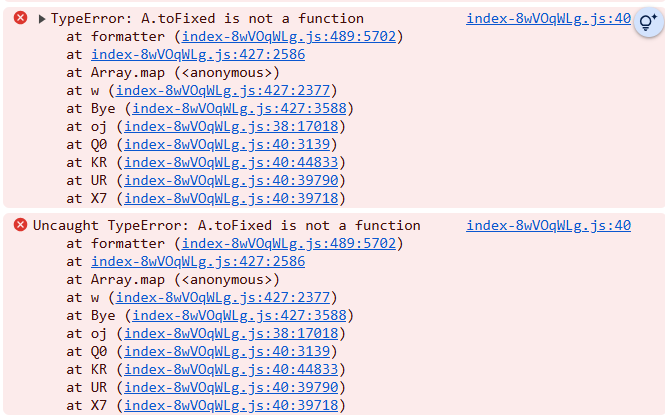 TypeError: A.toFixed is not a function index-8wVOqWLg.js:40
at formatter (index-8wVOqWLg.js:489:5702)
at index-8wVOqWLg.js:427:2586
at Array.map (<anonymous>)
at w (index-8wVOqWLg.js:427:2377)
at Bye (index-8wVOqWLg.js:427:3588)
at oj (index-8wVOqWLg.js:38:17018)
at Q0 (index-8wVOqWLg.js:40:3139)
at KR (index-8wVOqWLg.js:40:44833)
at UR (index-8wVOqWLg.js:40:39790)
at X7 (index-8wVOqWLg.js:40:39718)
Uncaught TypeError: A.toFixed is not a function index-8wVOqWLg.js:40
at formatter (index-8wVOqWLg.js:489:5702)
at index-8wVOqWLg.js:427:2586
at Array.map (<anonymous>)
at w (index-8wVOqWLg.js:427:2377)
at Bye (index-8wVOqWLg.js:427:3588)
at oj (index-8wVOqWLg.js:38:17018)
at Q0 (index-8wVOqWLg.js:40:3139)
at KR (index-8wVOqWLg.js:40:44833)
at UR (index-8wVOqWLg.js:40:39790)
at X7 (index-8wVOqWLg.js:40:39718)